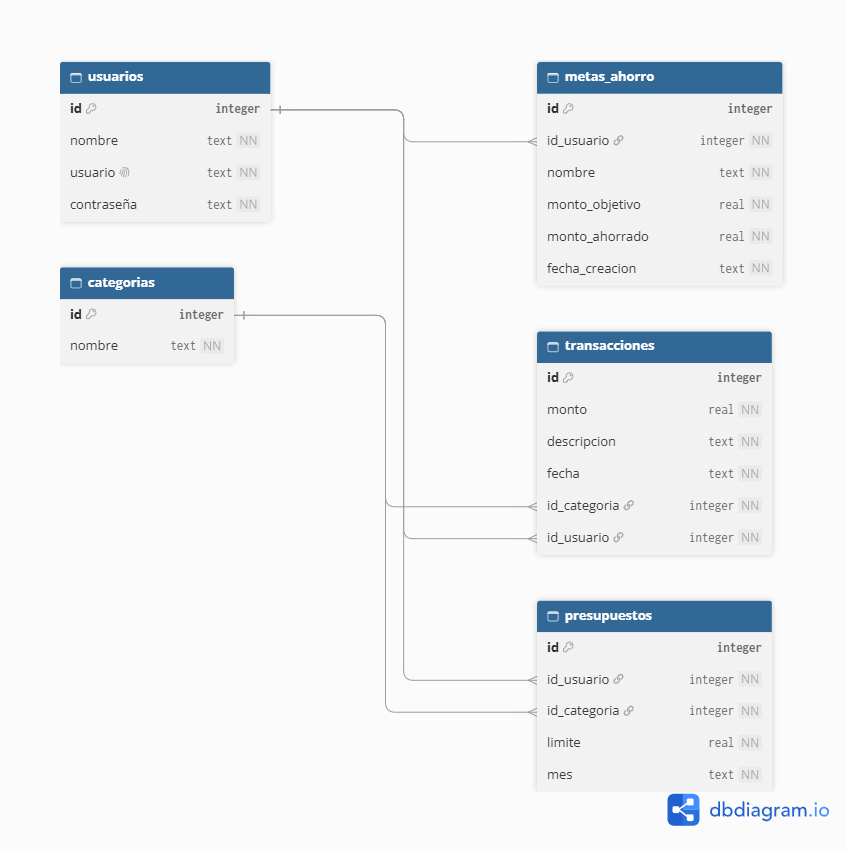 usuarios
id integer
nombre text NN
usuario text NN
contraseña text NN
categorias
id integer
nombre text NN
metas_ahorro
id integer
id_usuario integer NN
nombre text NN
monto_objetivo real NN
monto_ahorrado real NN
fecha_creacion text NN
transacciones
id integer
monto real NN
descripcion text NN
fecha text NN
id_categoria integer NN
id_usuario integer NN
presupuestos
id integer
id_usuario integer NN
id_categoria integer NN
limite real NN
mes text NN
dbdiagram.io